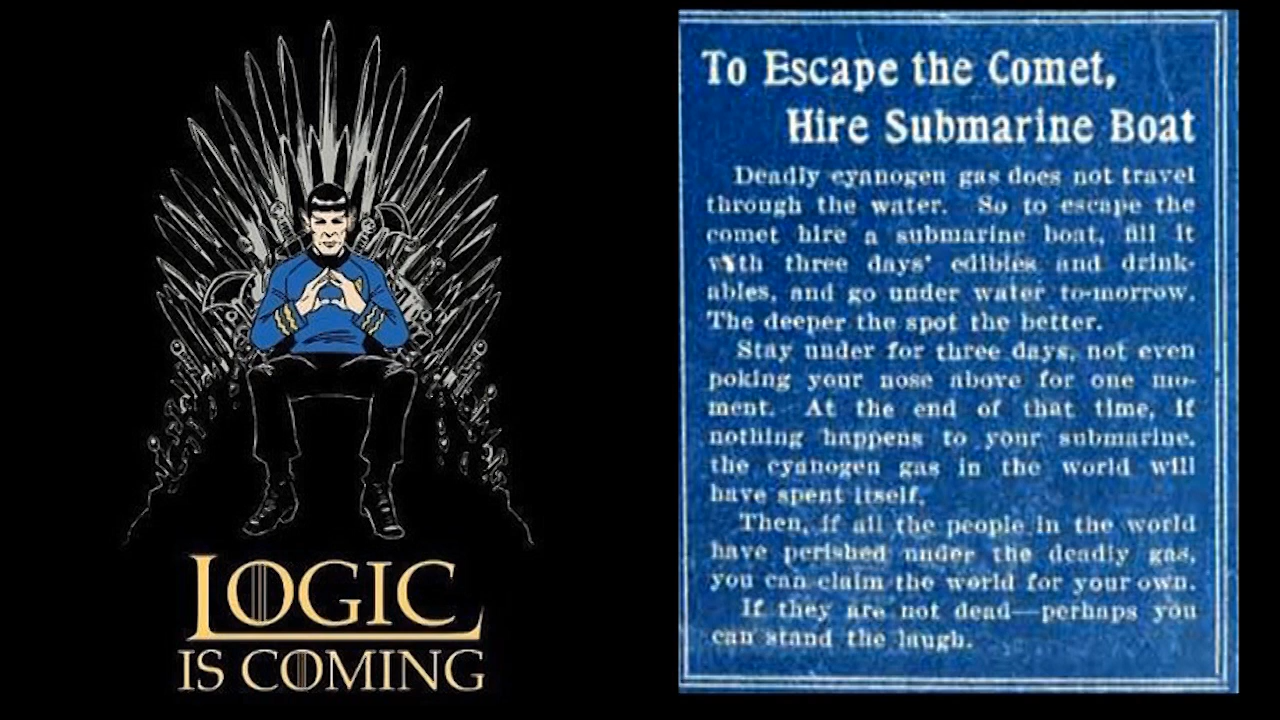 LOGIC
IS COMING
To Escape the Comet,
Hire Submarine Boat
Deadly cyanogen gas does not travel
through the water. So to escape the
comet hire a submarine boat, fill it
with three days' edibles and drink-
ables, and go under water to-morrow.
The deeper the spot the better.
Stay under for three days, not even
poking your nose above for one mo-
ment. At the end of that time, if
nothing happens to your submarine,
the cyanogen gas in the world will
have spent itself.
Then, if all the people in the world
have perished under the deadly gas,
you can claim the world for your own.
If they are not dead—perhaps you
can stand the laugh.